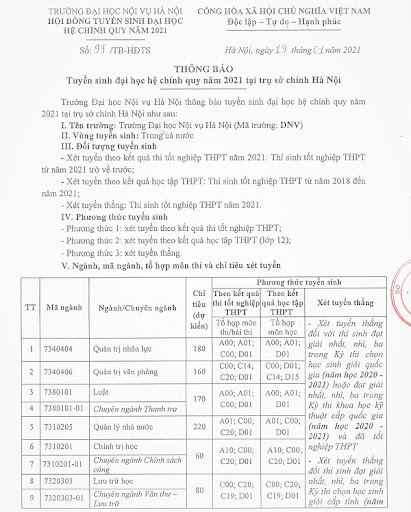 TRƯỜNG ĐẠI HỌC NỘI VỤ HÀ NỘI
HỘI ĐỒNG TUYỂN SINH ĐẠI HỌC
HỆ CHÍNH QUY NĂM 2021
Số: 99 /TB-HĐTS
CỘNG HÒA XÃ HỘI CHỦ NGHĨA VIỆT NAM
Độc lập – Tự do – Hạnh phúc
Hà Nội, ngày 19 tháng 01 năm 2021
THÔNG BÁO
Tuyển sinh đại học hệ chính quy năm 2021 tại trụ sở chính Hà Nội
Trường Đại học Nội vụ Hà Nội thông báo tuyển sinh đại học hệ chính quy năm
2021 tại trụ sở chính Hà Nội như sau:
I. Tên trường: Trường Đại học Nội vụ Hà Nội (Mã trường: DNV)
II. Vùng tuyển sinh: Trong cả nước
III. Đối tượng tuyển sinh
- Xét tuyển theo kết quả thi tốt nghiệp THPT năm 2021: Thí sinh tốt nghiệp THPT
từ năm 2021 trở về trước;
- Xét tuyển theo kết quả học tập THPT: Thí sinh tốt nghiệp THPT từ năm 2018 đến
năm 2021;
- Xét tuyển thẳng: Thí sinh tốt nghiệp THPT năm 2021.
IV. Phương thức tuyển sinh
- Phương thức 1: xét tuyển theo kết quả thi tốt nghiệp THPT;
- Phương thức 2: xét tuyển theo kết quả học tập THPT (lớp 12);
- Phương thức 3: xét tuyển thẳng.
V. Ngành, mã ngành, tổ hợp môn thi và chỉ tiêu xét tuyển
TT Mã ngành Ngành/Chuyên ngành Chỉ tiêu (dự kiến) Phương thức tuyển sinh
Theo kết quả thi tốt nghiệp THPT Theo kết quả học tập THPT Xét tuyển thẳng
Tổ hợp môn thi/bài thi Tổ hợp môn học
1 7340404 Quản trị nhân lực 180 A00; A01; C00; D01 A00; A01; C00; D01
2 7340406 Quản trị văn phòng 160 C00; C14; C20; D01 C00; D01; C14; D15
3 7380101 Luật 170 A00; A01; C00; D01 A00; A01; C00; D01
4 7380101-01 Chuyên ngành Thanh tra
5 7310205 Quản lý nhà nước 220 A01; C00; C20; D01 A01; C00; C20; D01
6 7310201 Chính trị học 60 A10; C00; C20; D01 A10; C00; C20; D01
7 7310201-01 Chuyên ngành Chính sách công
8 7320303 Lưu trữ học 80 C00; C20; C19; D01 C00; C20; C19; D01
9 7320303-01 Chuyên ngành Văn thư – Lưu trữ
- Xét tuyển thẳng
đối với thí sinh đạt
giải nhất, nhì, ba
trong Kỳ thi chọn
học sinh giỏi quốc
gia (năm học 2020 -
2021) hoặc đạt giải
nhất, nhì, ba trong
Kỳ thi khoa học kỹ
thuật cấp quốc gia
(năm học 2020 -
2021) và đã tốt
nghiệp THPT
- Xét tuyển thẳng
đối thí sinh đạt giải
nhất, nhì, ba trong
Kỳ thi chọn học sinh
giỏi cấp tỉnh (năm